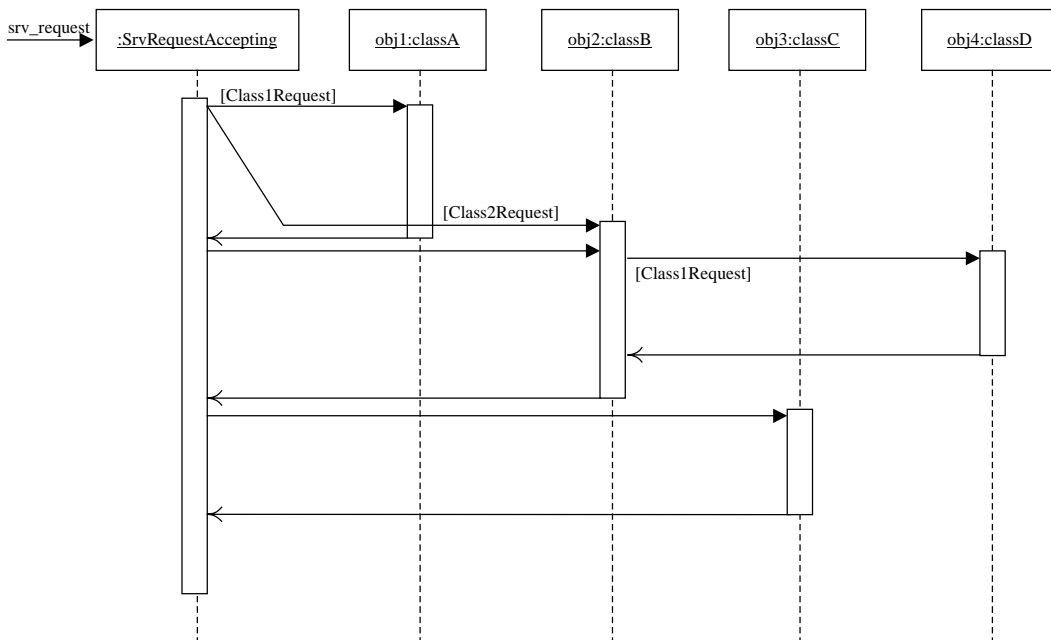 srv_request
:SrvRequestAccepting
obj1:classA
obj2:classB
obj3:classC
obj4:classD
[Class1Request]
[Class2Request]
[Class1Request]